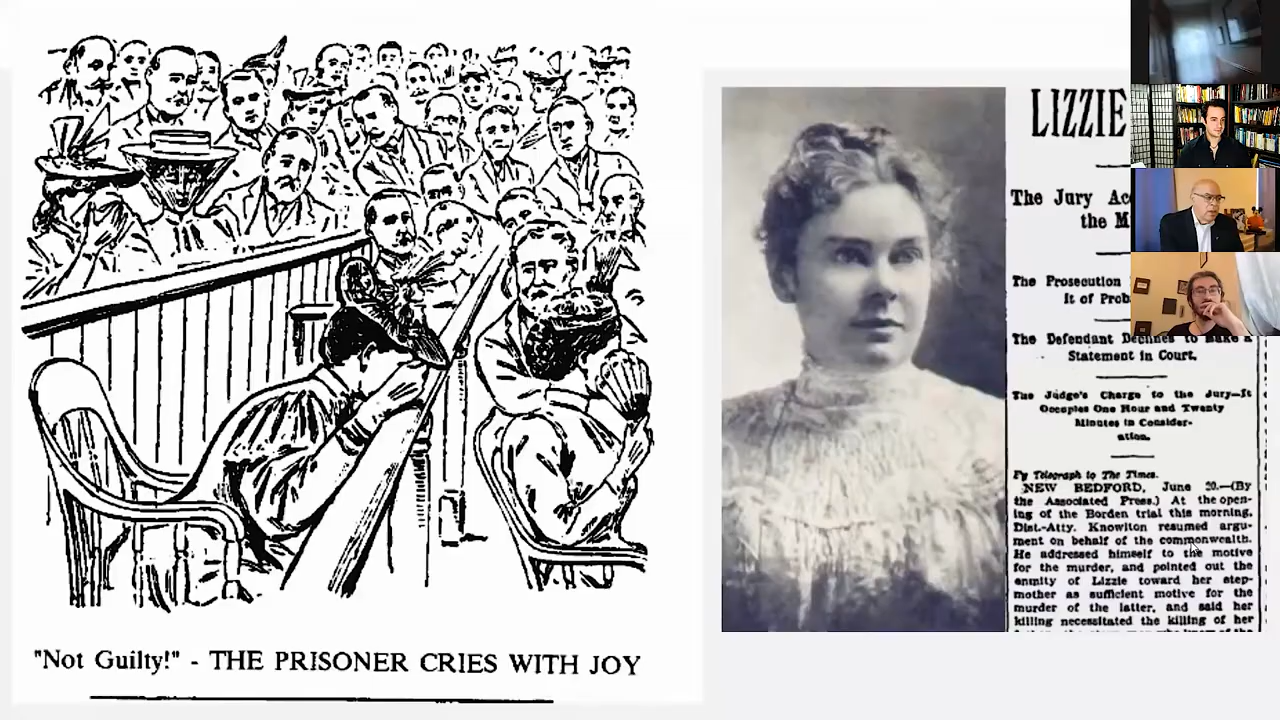 "Not Guilty!" - THE PRISONER CRIES WITH JOY
LIZZIE
The Jury
the
The Prosecution
It of
The Defendant Declines to Make a
Statement in Court.
The Judge's Charge to the Jury—It
Occupies One Hour and Twenty
Minutes in Consider-
ation.
By Telegraph to The Times.
NEW BEDFORD, June 20.—(By
the Associated Press.) At the open-
ing of the Borden trial this morning,
Dist.-Atty. Knowlton resumed argu-
ment on behalf of the commonwealth.
He addressed himself to the motive
for the murder, and pointed out the
enmity of Lizzie toward her step-
mother as sufficient motive for the
murder of the latter, and said her
killing necessitated the killing of her